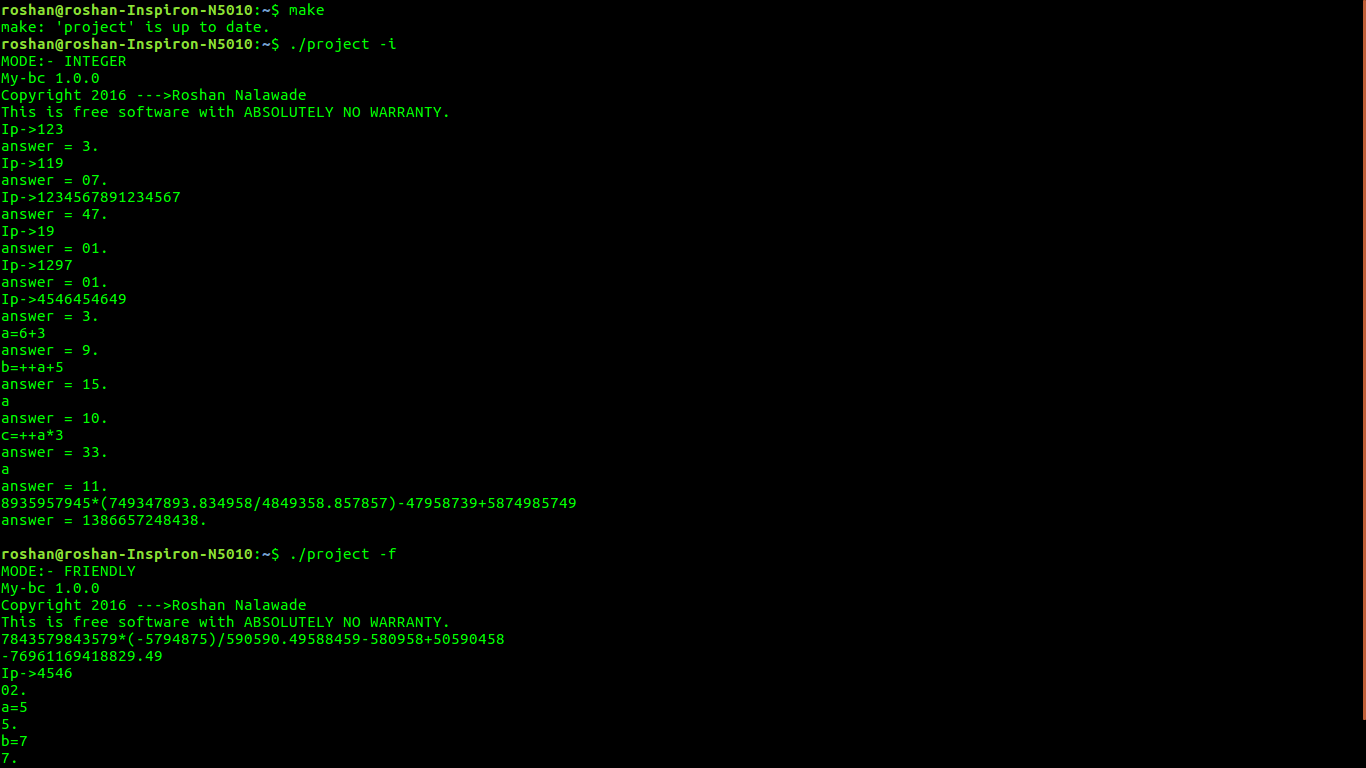 roshan@roshan-Inspiron-N5010:~$ make
make: 'project' is up to date.
roshan@roshan-Inspiron-N5010:~$ ./project -i
MODE:- INTEGER
My-bc 1.0.0
Copyright 2016 --->Roshan Nalawade
This is free software with ABSOLUTELY NO WARRANTY.
Ip->123
answer = 3.
Ip->119
answer = 07.
Ip->1234567891234567
answer = 47.
Ip->19
answer = 01.
Ip->1297
answer = 01.
Ip->4546454649
answer = 3.
a=6+3
answer = 9.
b=++a+5
answer = 15.
a
answer = 10.
c=++a*3
answer = 33.
a
answer = 11.
8935957945*(749347893.834958/4849358.857857)-47958739+5874985749
answer = 1386657248438.
roshan@roshan-Inspiron-N5010:~$ ./project -f
MODE:- FRIENDLY
My-bc 1.0.0
Copyright 2016 --->Roshan Nalawade
This is free software with ABSOLUTELY NO WARRANTY.
7843579843579*(-5794875)/590590.49588459-580958+50590458
-76961169418829.49
Ip->4546
02.
a=5
5.
b=7
7.